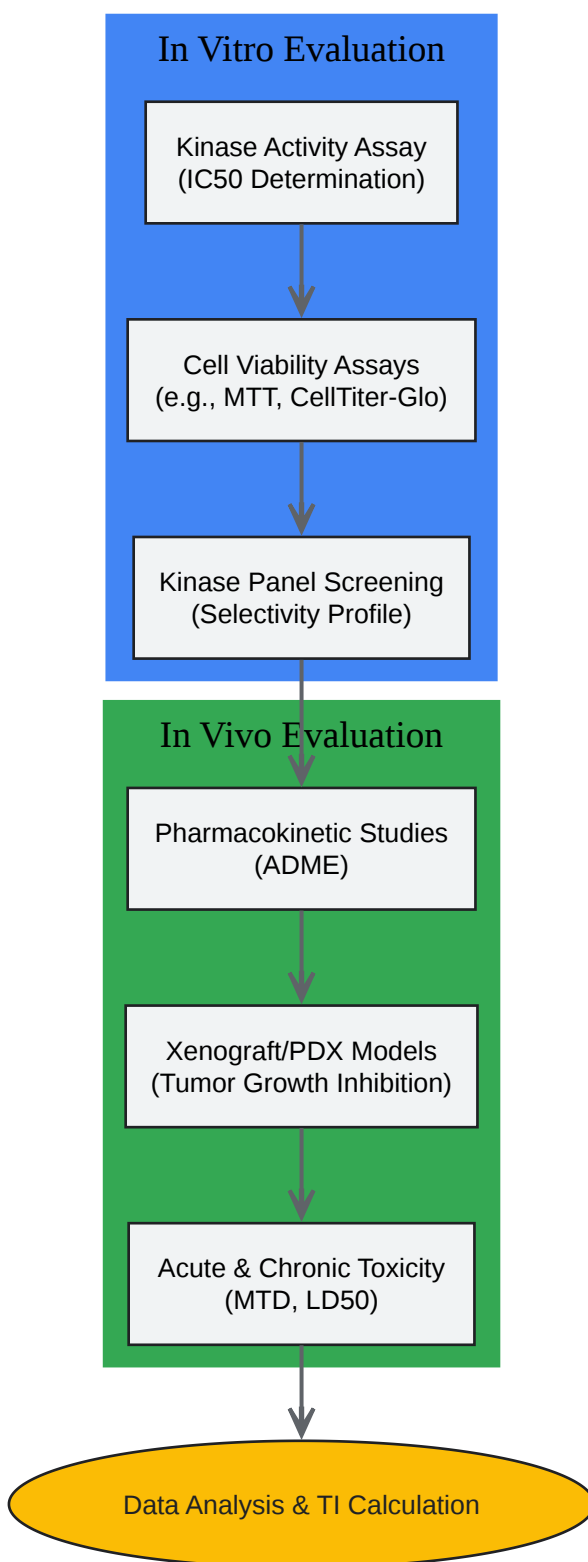 In Vitro Evaluation
Kinase Activity Assay
(IC50 Determination)
Cell Viability Assays
(e.g., MTT, CellTiter-Glo)
Kinase Panel Screening
(Selectivity Profile)
In Vivo Evaluation
Pharmacokinetic Studies
(ADME)
Xenograft/PDX Models
(Tumor Growth Inhibition)
Acute & Chronic Toxicity
(MTD, LD50)
Data Analysis & TI Calculation